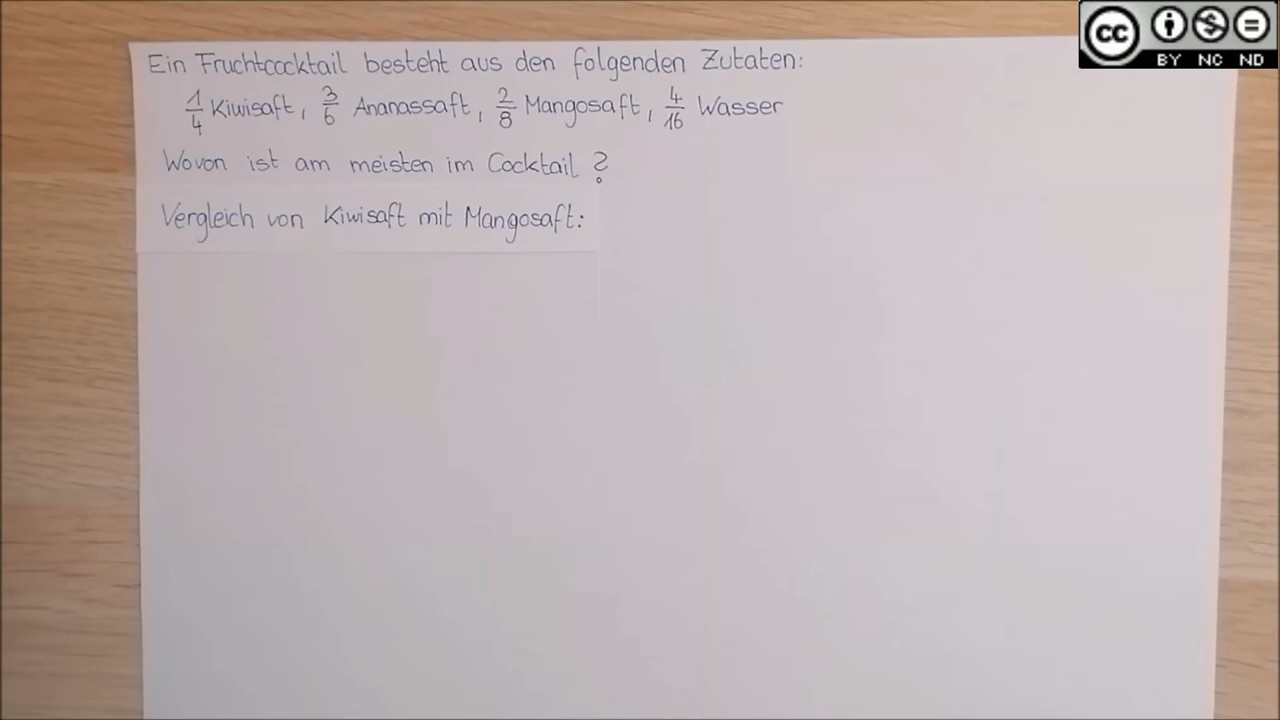 Ein Fruchtcocktail besteht aus den folgenden Zutaten:
1/4 Kiwisaft, 3/6 Ananassaft, 2/8 Mangosaft, 4/16 Wasser
Wovon ist am meisten im Cocktail ?
Vergleich von Kiwisaft mit Mangosaft:
cc
BY NC ND